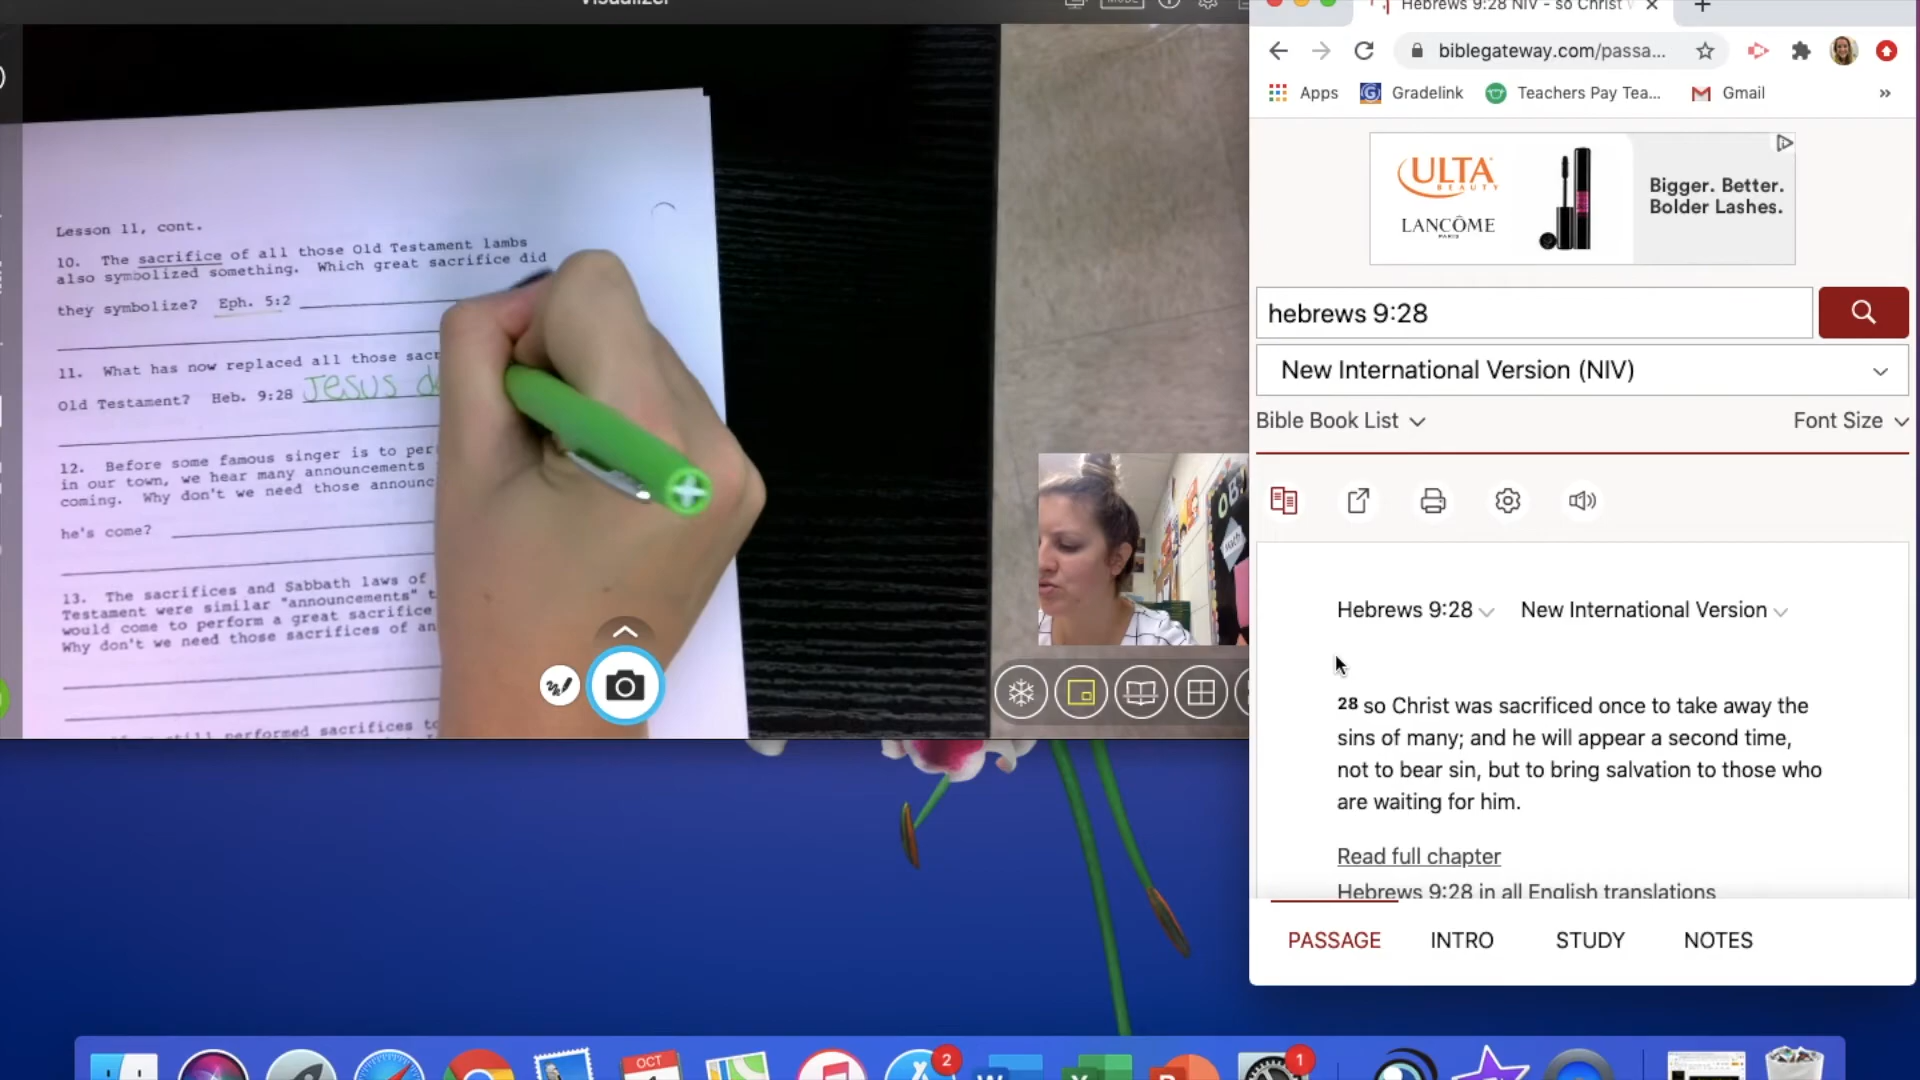 Visualizer
Lesson 11, cont.
10. The sacrifice of all those Old Testament lambs
also symbolized something. Which great sacrifice did
they symbolize? Eph. 5:2
11. What has now replaced all those
Old Testament? Heb. 9:28 Jesus
12. Before some famous singer is to
in our town, we hear many announcements
coming. Why don't we need those
he's come?
13. The sacrifices and Sabbath laws of
Testament were similar "announcements"
would come to perform a great sacrifice
Why don't we need those sacrifices of
still performed sacrifices
OB
Math
Hebrews 9:28 NIV - so Christ
biblegateway.com/passa...
Apps
Gradelink
Teachers Pay Tea...
Gmail
»
ULTA
BEAUTY
LANCÔME
PARIS
Bigger. Better.
Bolder Lashes.
hebrews 9:28
New International Version (NIV)
Bible Book List
Font Size
Hebrews 9:28 New International Version
28 so Christ was sacrificed once to take away the
sins of many; and he will appear a second time,
not to bear sin, but to bring salvation to those who
are waiting for him.
Read full chapter
Hebrews 9:28 in all English translations
PASSAGE INTRO STUDY NOTES
OCT
2
1